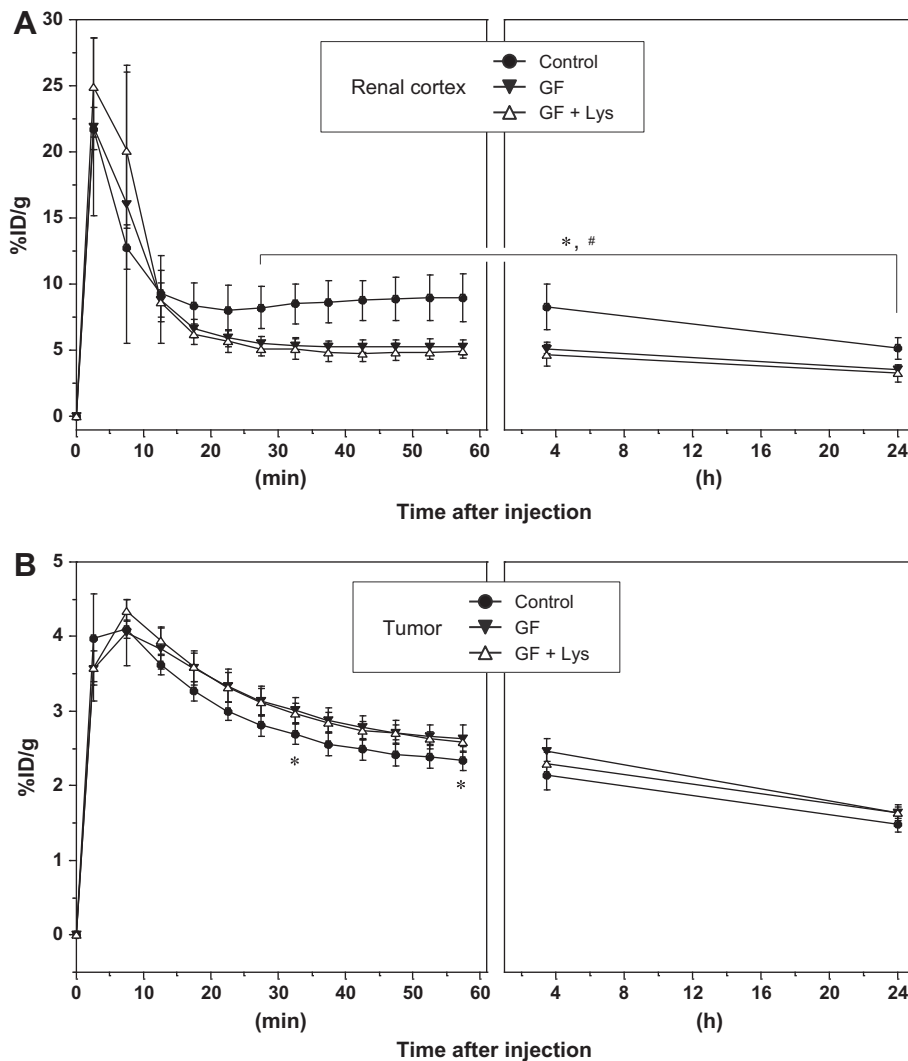 A
30
25
20
15
10
5
0
%ID/g
Renal cortex
Control
GF
GF + Lys
*, #
0 10 20 30 40 50 60
4 8 12 16 20 24
(min) (h)
Time after injection
B
5
4
3
2
1
0
%ID/g
Tumor
Control
GF
GF + Lys
* *
0 10 20 30 40 50 60
4 8 12 16 20 24
(min) (h)
Time after injection